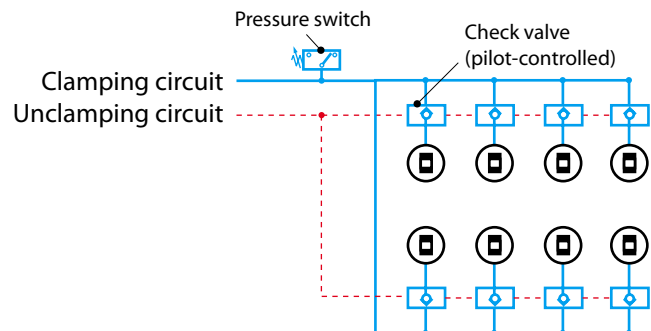 Pressure switch
Check valve
(pilot-controlled)
Clamping circuit
Unclamping circuit